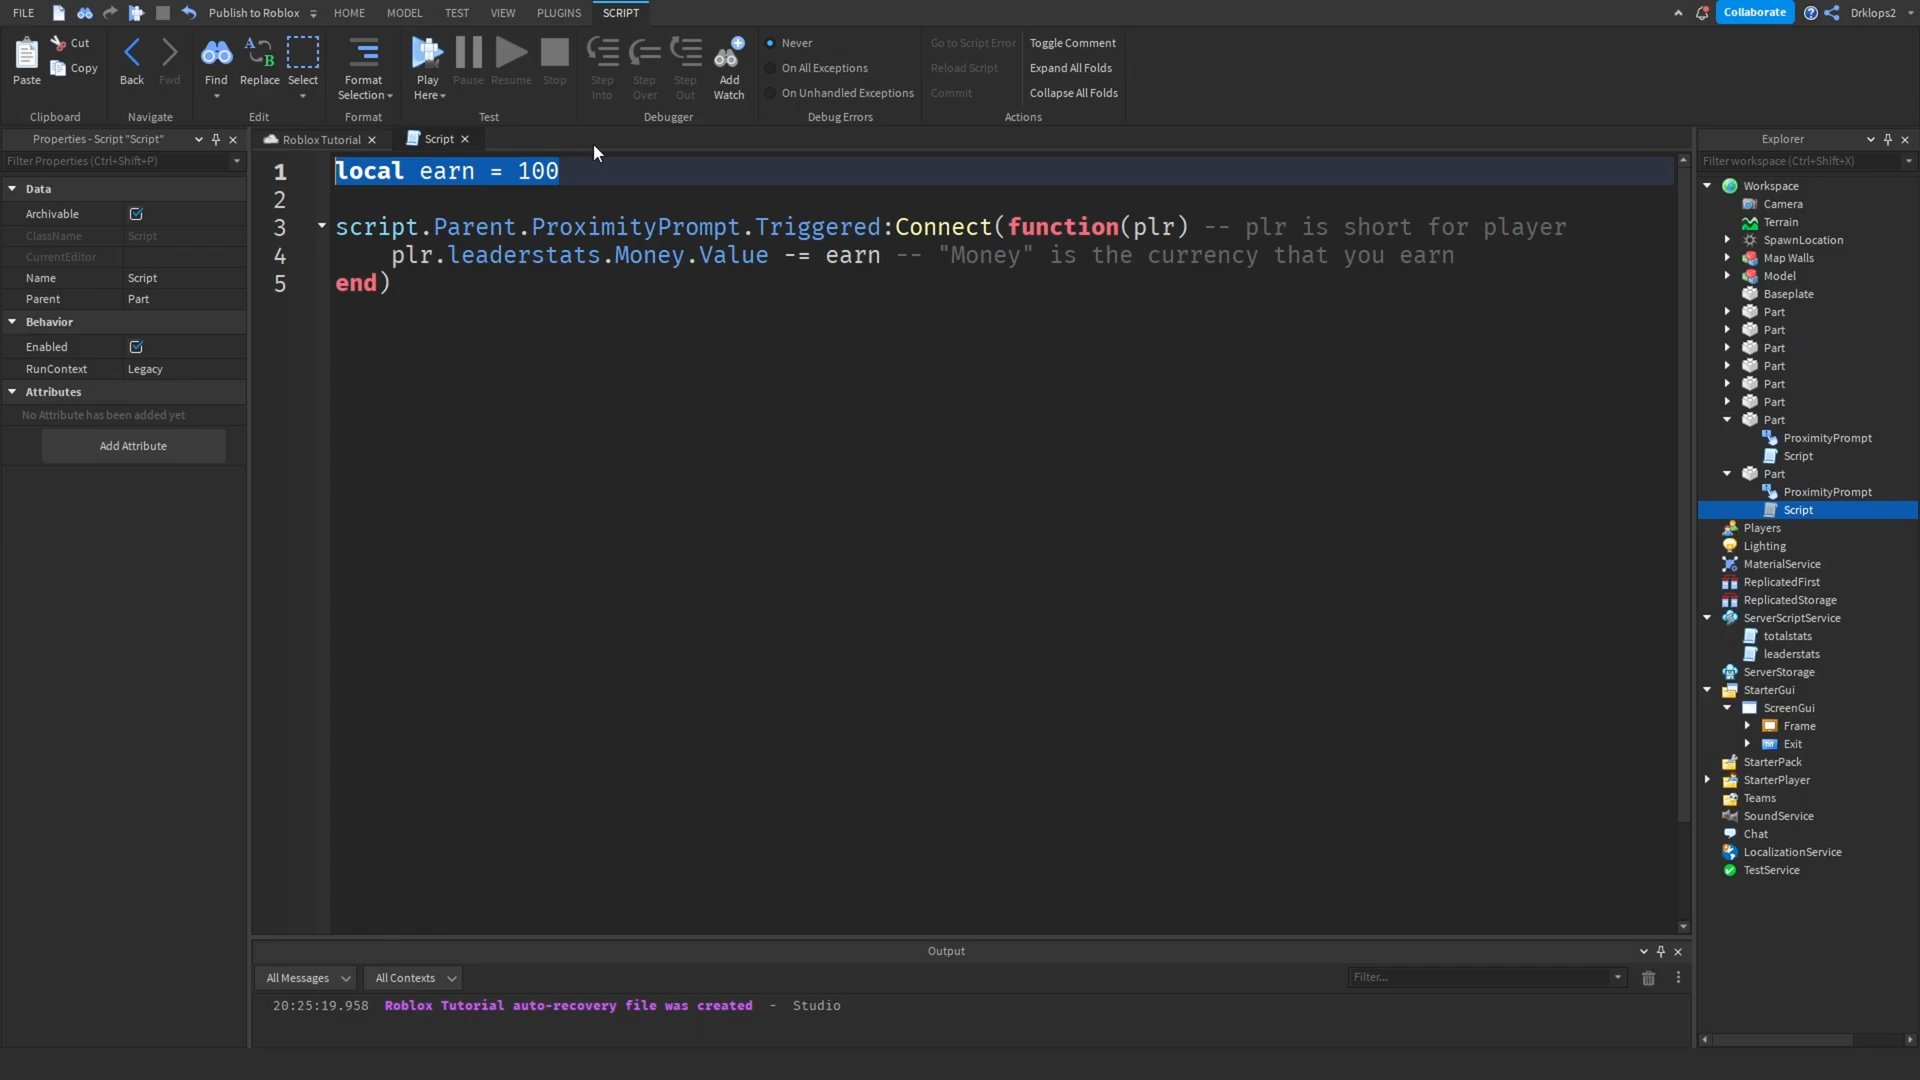 FILE Publish to Roblox HOME MODEL TEST VIEW PLUGINS SCRIPT Collaborate Drklops2
Paste Cut Copy Back Fwd Find Replace Select Format Selection Play Here Pause Resume Stop Step Into Step Over Step Out Add Watch
Never
On All Exceptions
On Unhandled Exceptions
Go to Script Error
Reload Script
Commit
Toggle Comment
Expand All Folds
Collapse All Folds
Clipboard Navigate Edit Format Test Debugger Debug Errors Actions
Properties - Script "Script"
Filter Properties (Ctrl+Shift+P)
Data
Archivable
ClassName Script
CurrentEditor
Name Script
Parent Part
Behavior
Enabled
RunContext Legacy
Attributes
No Attribute has been added yet
Add Attribute
Roblox Tutorial Script
1 local earn = 100
2
3 script.Parent.ProximityPrompt.Triggered:Connect(function(plr) -- plr is short for player
4 plr.leaderstats.Money.Value -= earn -- "Money" is the currency that you earn
5 end)
Output
All Messages All Contexts Filter...
20:25:19.958 Roblox Tutorial auto-recovery file was created - Studio
Explorer
Filter workspace (Ctrl+Shift+X)
Workspace
Camera
Terrain
SpawnLocation
Map Walls
Model
Baseplate
Part
Part
Part
Part
Part
Part
Part
ProximityPrompt
Script
Part
ProximityPrompt
Script
Players
Lighting
MaterialService
ReplicatedFirst
ReplicatedStorage
ServerScriptService
totalstats
leaderstats
ServerStorage
StarterGui
ScreenGui
Frame
Exit
StarterPack
StarterPlayer
Teams
SoundService
Chat
LocalizationService
TestService